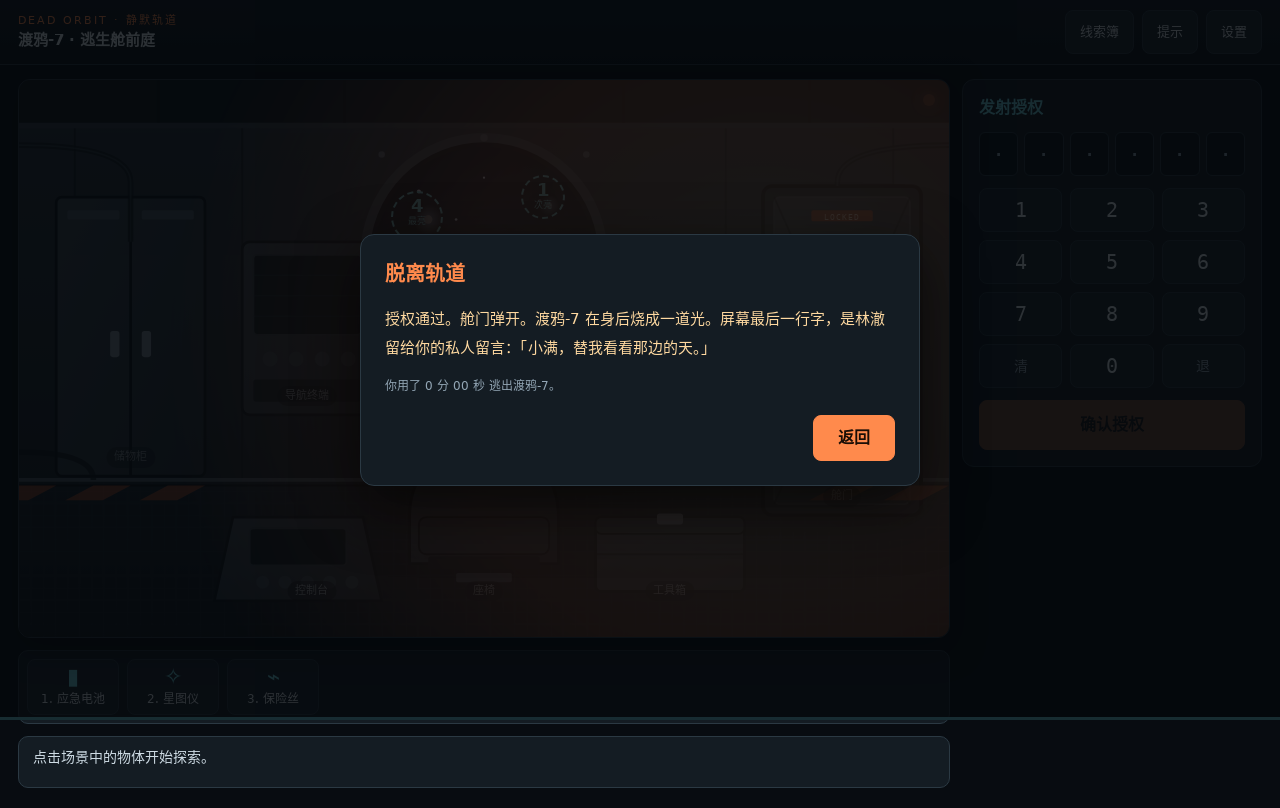 DEAD ORBIT · 静默轨道
渡鸦-7 · 逃生舱前庭
线索簿
提示
设置
4
1
次亮
LOCKED
发射授权
· · · · · ·
1 2 3
4 5 6
7 8 9
清 0 退
确认授权
脱离轨道
授权通过。舱门弹开。渡鸦-7 在身后烧成一道光。屏幕最后一行字，是林澈
留给你的私人留言：「小满，替我看看那边的天。」
你用了 0 分 00 秒 逃出渡鸦-7。
返回
导航终端
储物柜
控制台
座椅
工具箱
1. 应急电池
2. 星图仪
3. 保险丝
点击场景中的物体开始探索。